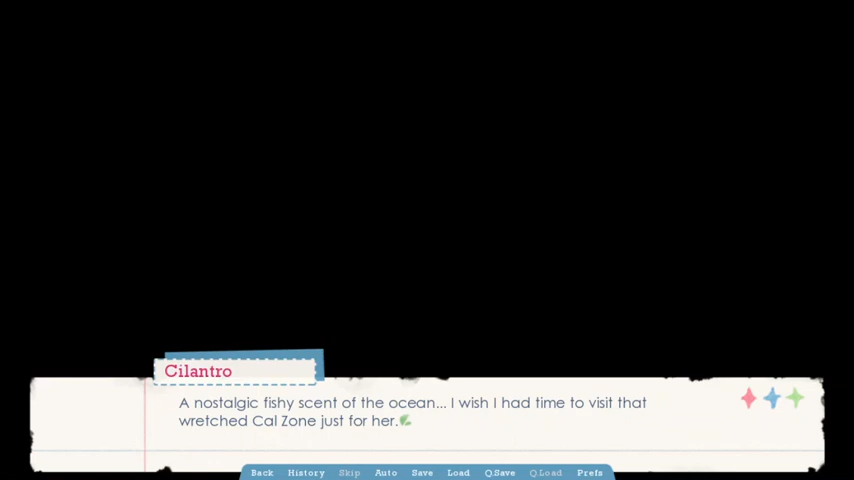 Cilantro
A nostalgic fishy scent of the ocean... I wish I had time to visit that
wretched Cal Zone just for her.
Back History Skip Auto Save Load Q.Save Q.Load Prefs